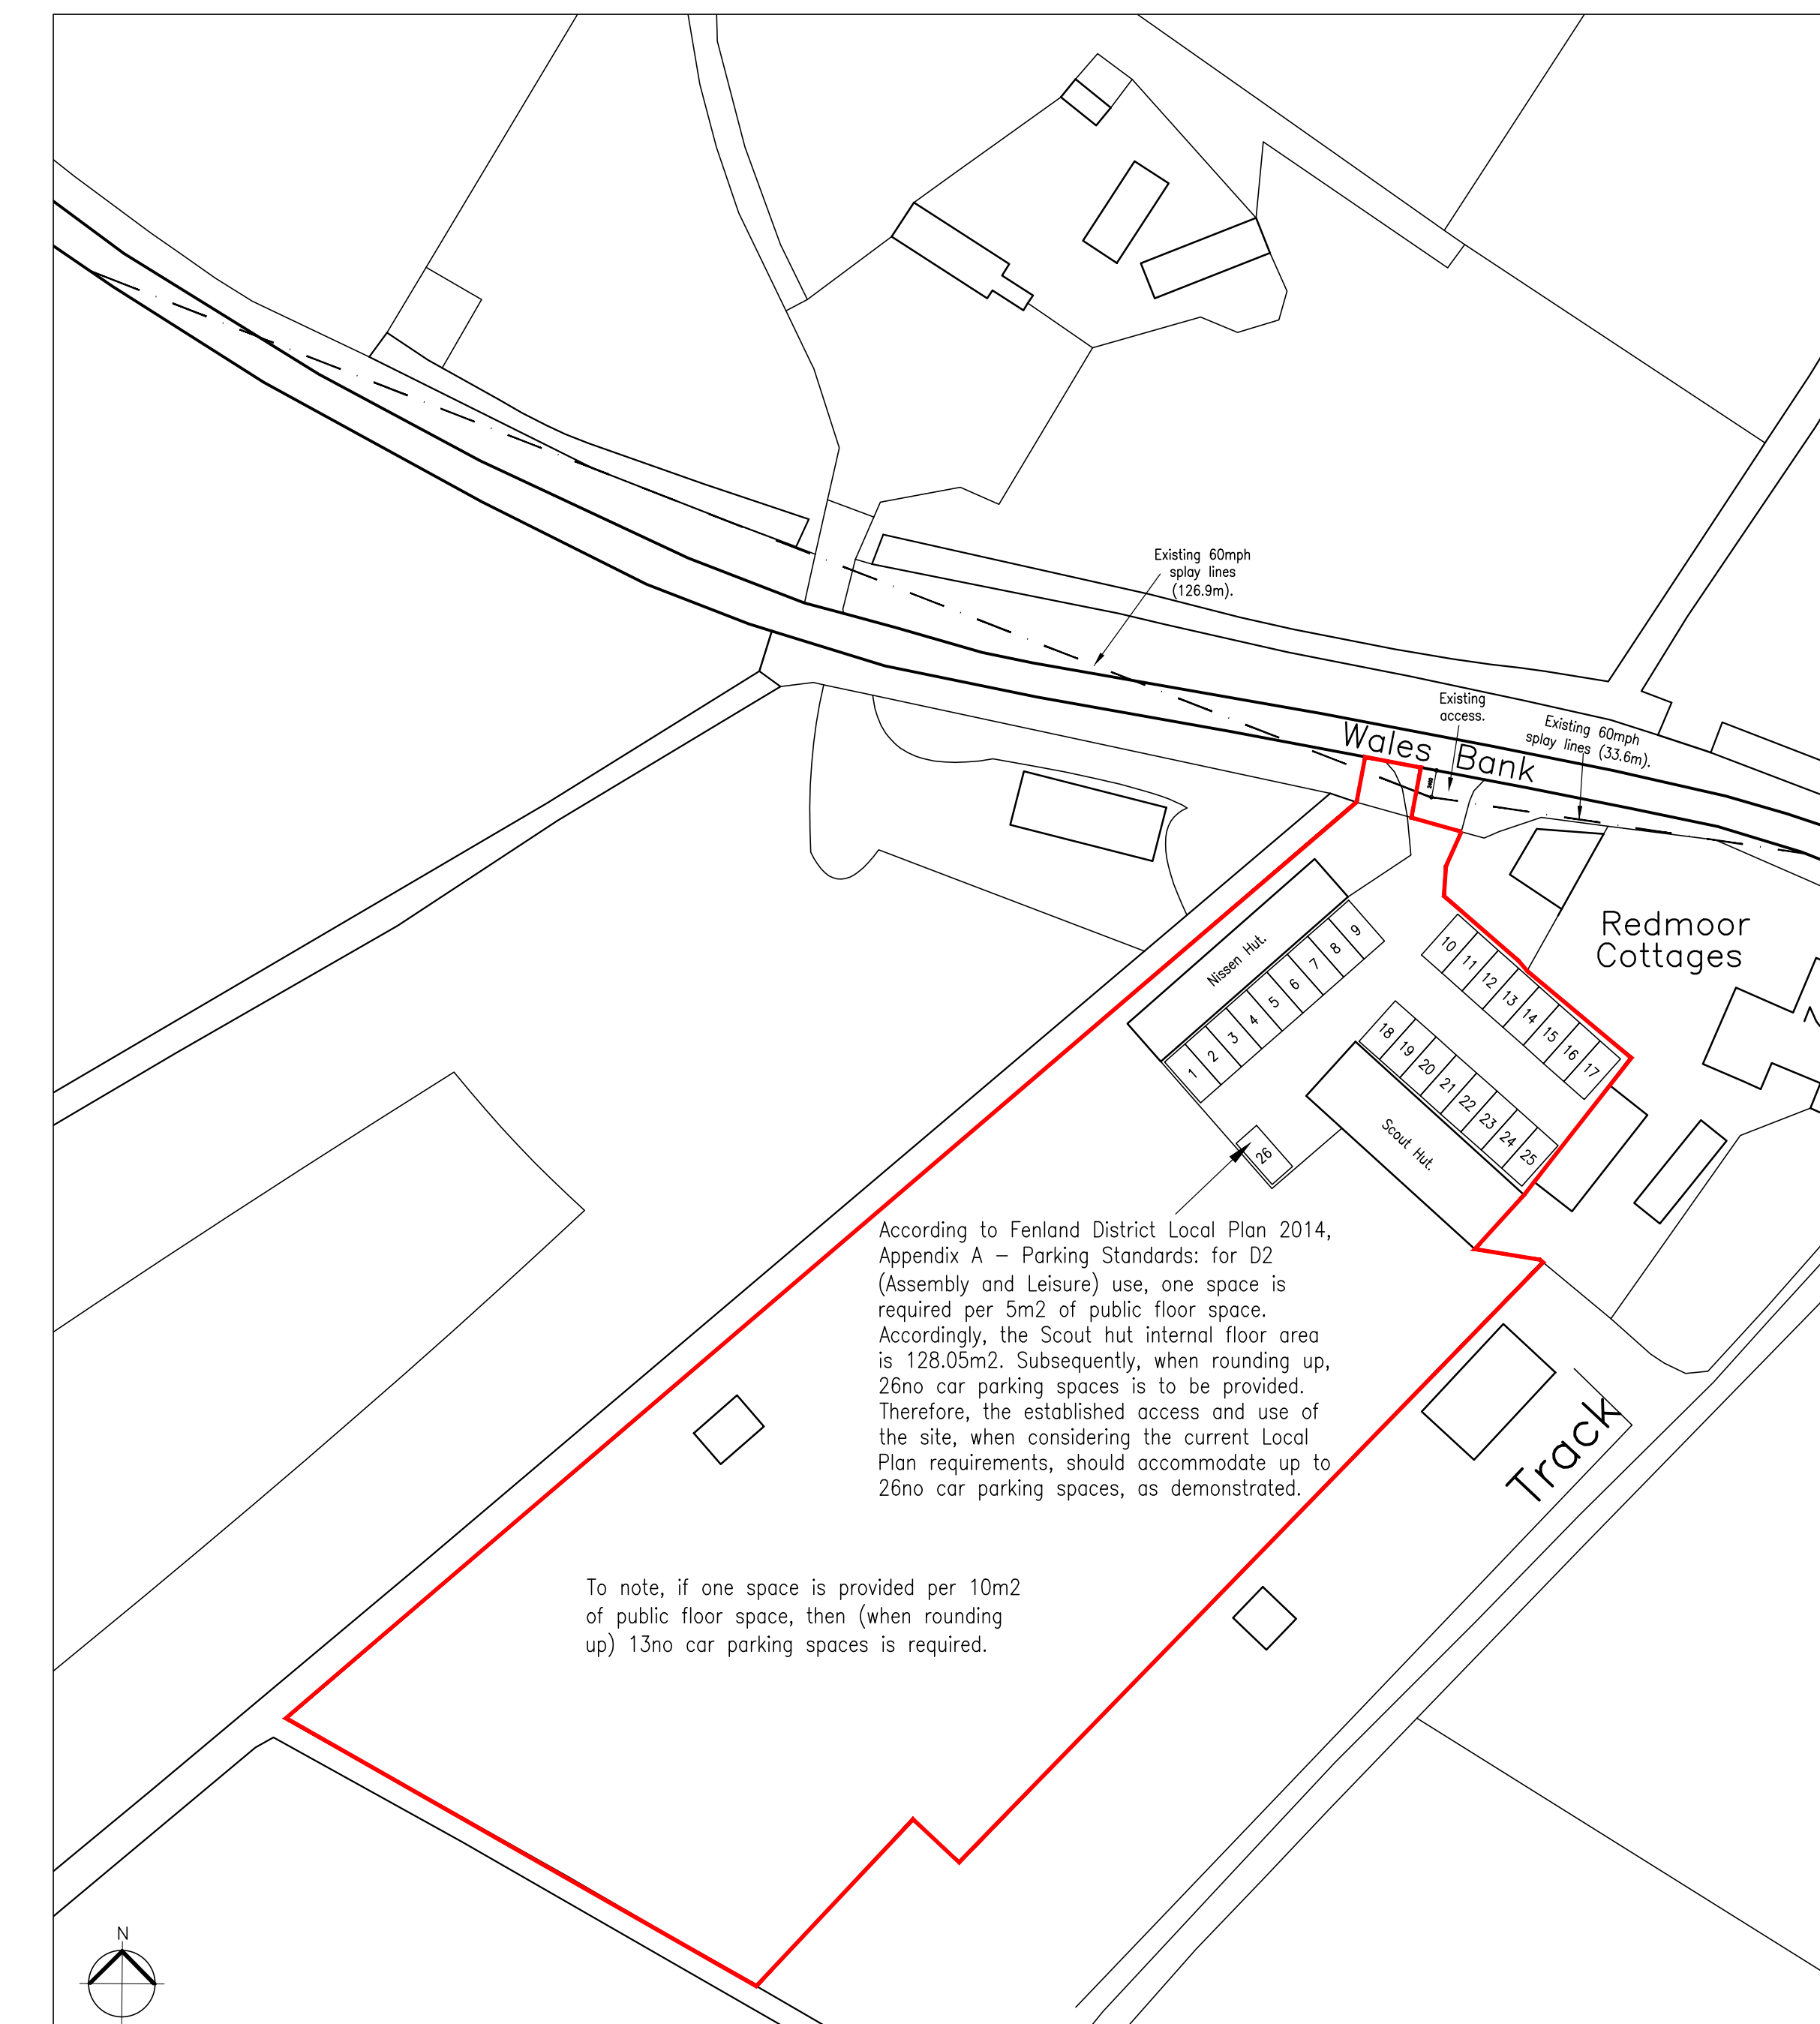 Existing 60mph
splay lines
(126.9m).
Existing
access.
Existing 60mph
splay lines (33.6m).
Wales Bank
Redmoor
Cottages
Nissen Hut.
1
2
3
4
5
6
7
8
9
10
11
12
13
14
15
16
17
18
19
20
21
22
23
24
25
Scout Hut.
26
According to Fenland District Local Plan 2014,
Appendix A – Parking Standards: for D2
(Assembly and Leisure) use, one space is
required per 5m2 of public floor space.
Accordingly, the Scout hut internal floor area
is 128.05m2. Subsequently, when rounding up,
26no car parking spaces is to be provided.
Therefore, the established access and use of
the site, when considering the current Local
Plan requirements, should accommodate up to
26no car parking spaces, as demonstrated.
Track
To note, if one space is provided per 10m2
of public floor space, then (when rounding
up) 13no car parking spaces is required.
N